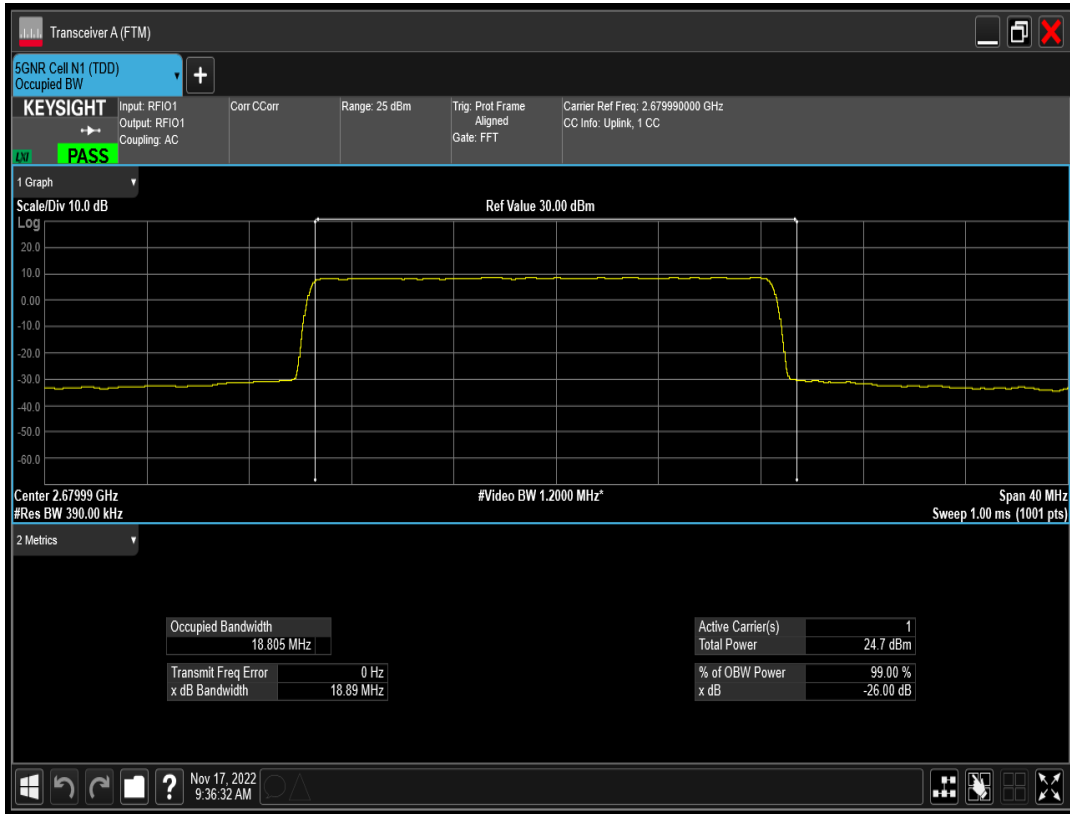 Transceiver A (FTM)
5GNR Cell N1 (TDD)
Occupied BW
+
KEYSIGHT
LXI
PASS
Input: RFIO1
Output: RFIO1
Coupling: AC
Corr CCorr
Range: 25 dBm
Trig: Prot Frame
Aligned
Gate: FFT
Carrier Ref Freq: 2.679990000 GHz
CC Info: Uplink, 1 CC
1 Graph
Scale/Div 10.0 dB
Ref Value 30.00 dBm
Log
20.0
10.0
0.00
-10.0
-20.0
-30.0
-40.0
-50.0
-60.0
Center 2.67999 GHz
#Video BW 1.2000 MHz*
Span 40 MHz
#Res BW 390.00 kHz
Sweep 1.00 ms (1001 pts)
2 Metrics
Occupied Bandwidth
18.805 MHz
Transmit Freq Error 0 Hz
x dB Bandwidth 18.89 MHz
Active Carrier(s) 1
Total Power 24.7 dBm
% of OBW Power 99.00 %
x dB -26.00 dB
?
Nov 17, 2022
9:36:32 AM